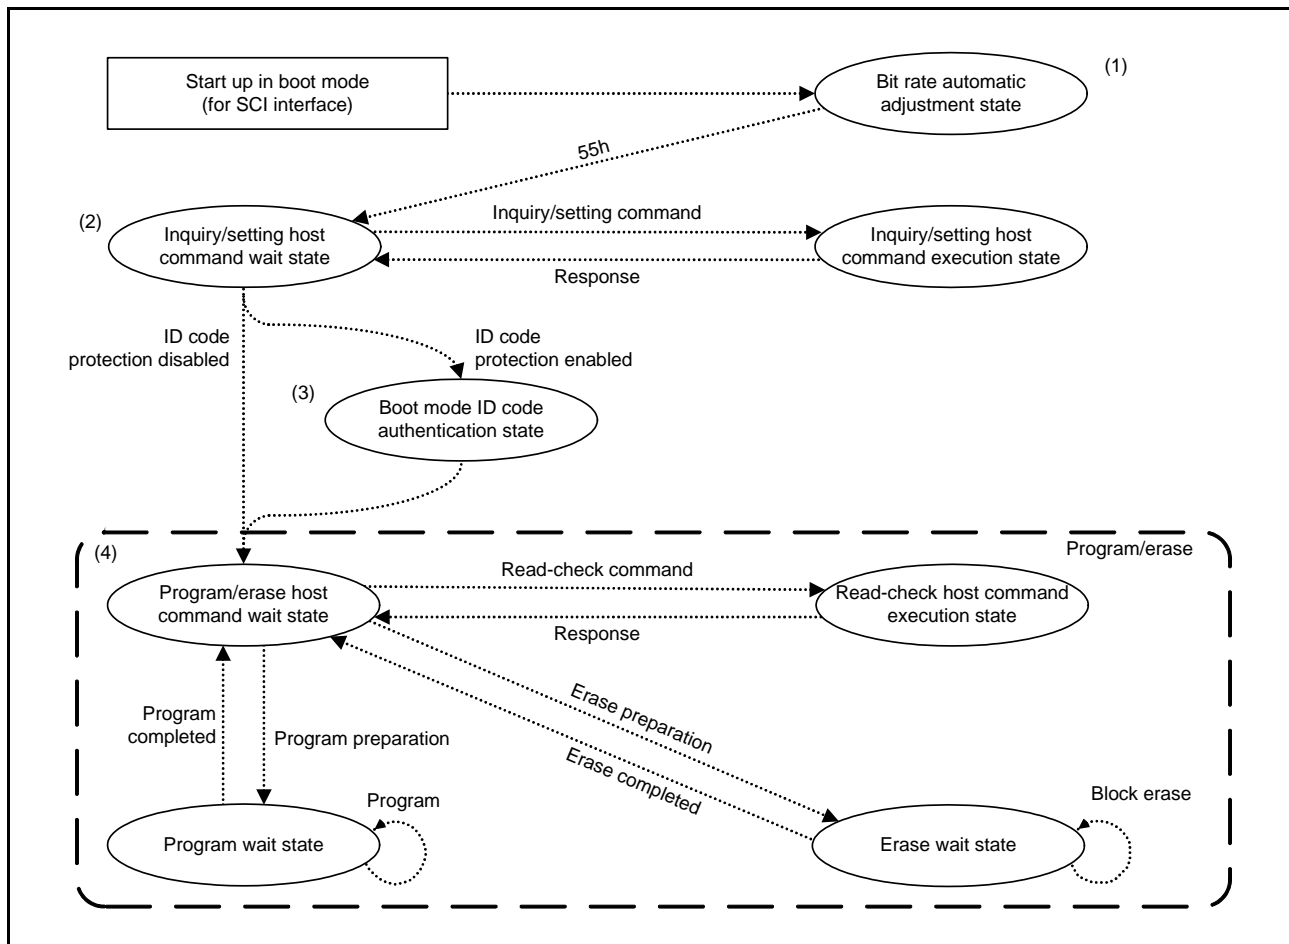 Start up in boot mode
(for SCI interface)
(1)
Bit rate automatic
adjustment state
55h
(2)
Inquiry/setting host
command wait state
Inquiry/setting command
Response
Inquiry/setting host
command execution state
ID code
protection disabled
ID code
protection enabled
(3)
Boot mode ID code
authentication state
(4)
Program/erase
Program/erase host
command wait state
Read-check command
Response
Read-check host command
execution state
Program
completed
Program preparation
Erase preparation
Erase completed
Program
Program wait state
Block erase
Erase wait state